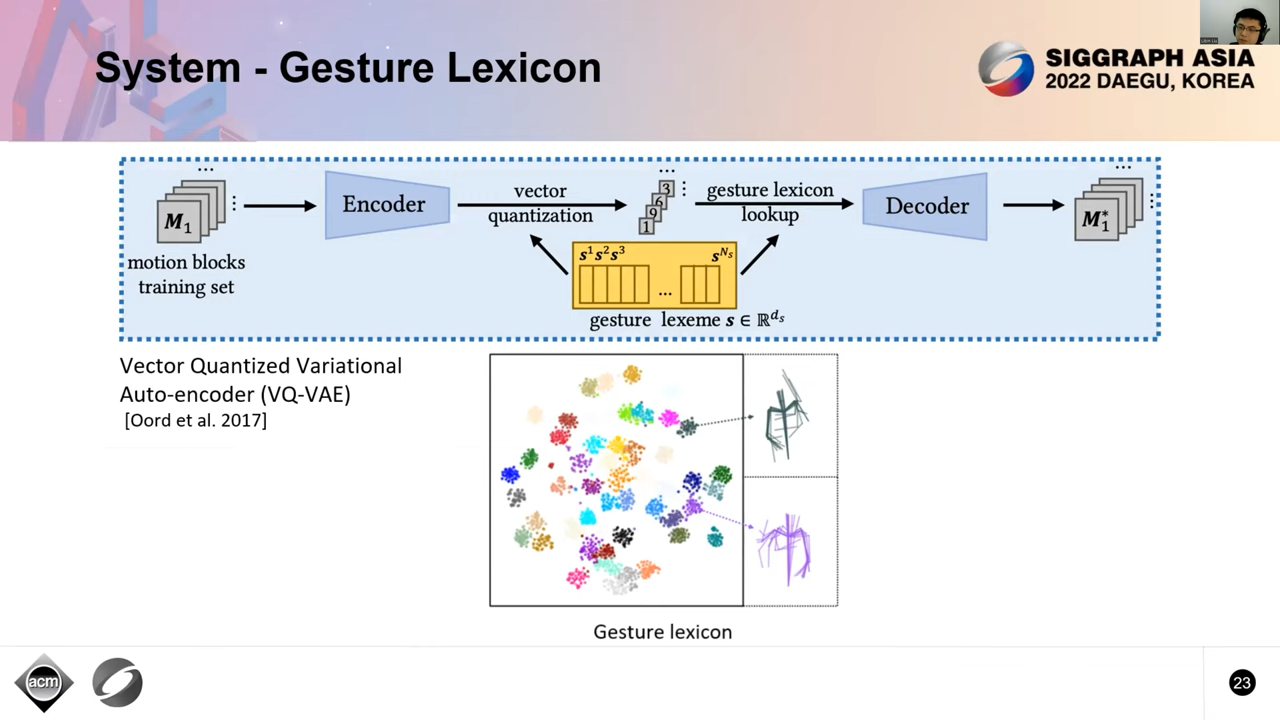 System - Gesture Lexicon
SIGGRAPH ASIA
2022 DAEGU, KOREA
M₁
motion blocks
training set
Encoder
vector
quantization
...
3
6
9
1
gesture lexicon
lookup
Decoder
M₁*
s¹s²s³
sᴺˢ
...
gesture lexeme s ∈ ℝᵈˢ
Vector Quantized Variational
Auto-encoder (VQ-VAE)
[Oord et al. 2017]
Gesture lexicon
acm
23